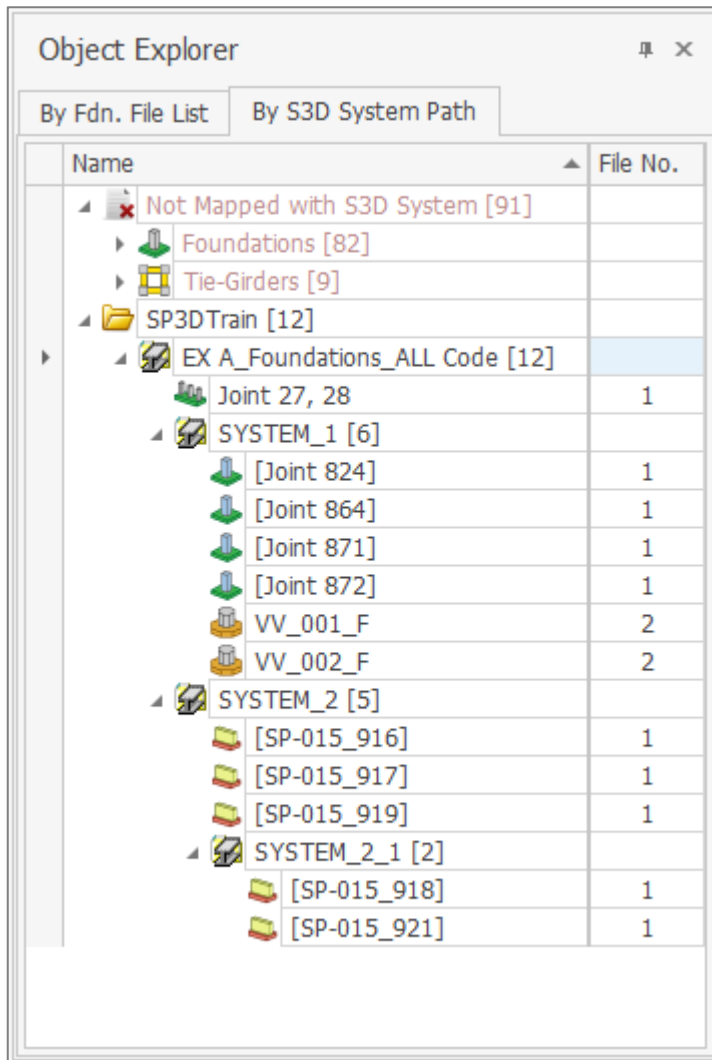 Object Explorer
By Fdn. File List By S3D System Path
Name File No.
Not Mapped with S3D System [91]
Foundations [82]
Tie-Girders [9]
SP3DTrain [12]
EX A_Foundations_ALL Code [12]
Joint 27, 28 1
SYSTEM_1 [6]
[Joint 824] 1
[Joint 864] 1
[Joint 871] 1
[Joint 872] 1
VV_001_F 2
VV_002_F 2
SYSTEM_2 [5]
[SP-015_916] 1
[SP-015_917] 1
[SP-015_919] 1
SYSTEM_2_1 [2]
[SP-015_918] 1
[SP-015_921] 1